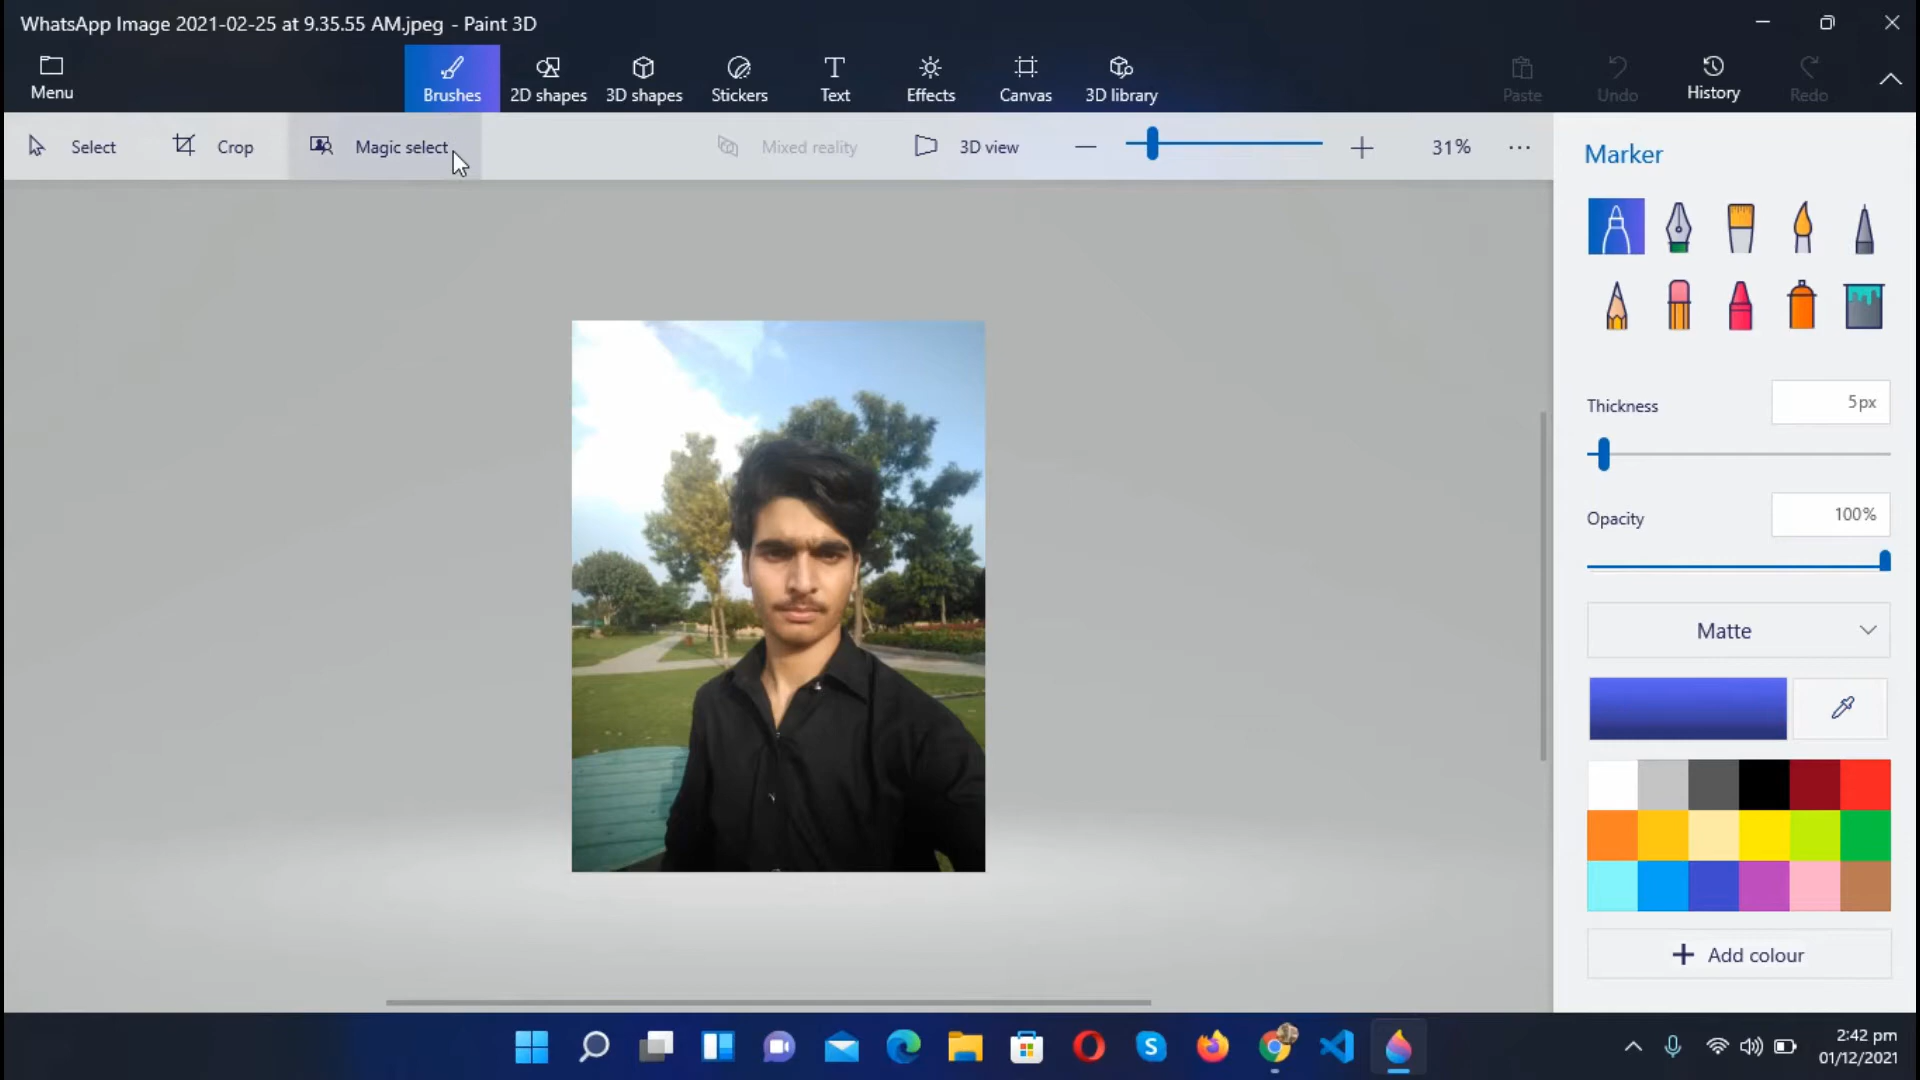 WhatsApp Image 2021-02-25 at 9.35.55 AM.jpeg - Paint 3D
Menu
Brushes
2D shapes
3D shapes
Stickers
Text
Effects
Canvas
3D library
Paste
Undo
History
Redo
Select
Crop
Magic select
Mixed reality
3D view
31%
Marker
Thickness
5px
Opacity
100%
Matte
Add colour
2:42 pm
01/12/2021